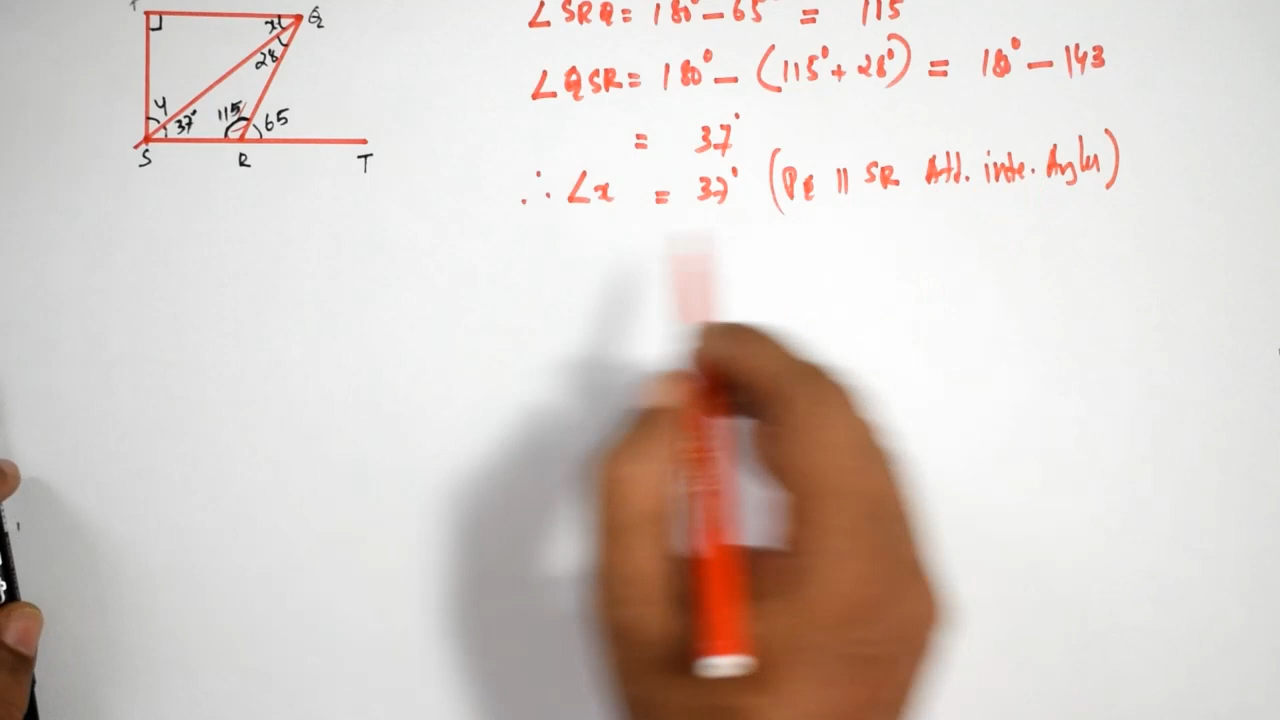 Q
x
28
y
37°
115
65
S
R
T
∠SRQ = 180° - 65° = 115
∠QSR = 180° - (115° + 28°) = 180° - 143
= 37°
∴ ∠x = 37° (PQ || SR Att. inte. Angles)